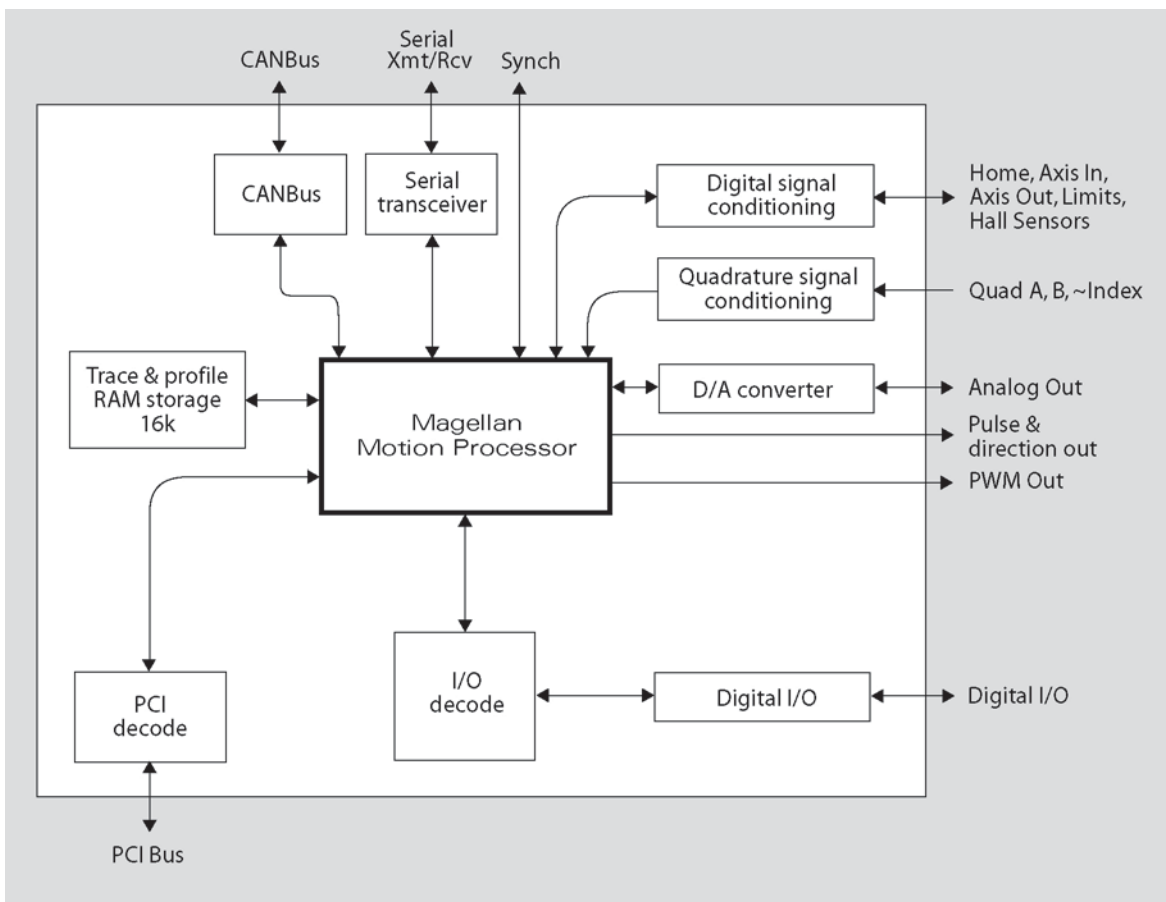 CANBus
Serial
Xmt/Rcv
Synch
CANBus
Serial
transceiver
Digital signal
conditioning
Home, Axis In,
Axis Out, Limits,
Hall Sensors
Quadrature signal
conditioning
Quad A, B, ~Index
Trace & profile
RAM storage
16k
Magellan
Motion Processor
D/A converter
Analog Out
Pulse &
direction out
PWM Out
PCI
decode
I/O
decode
Digital I/O
Digital I/O
PCI Bus